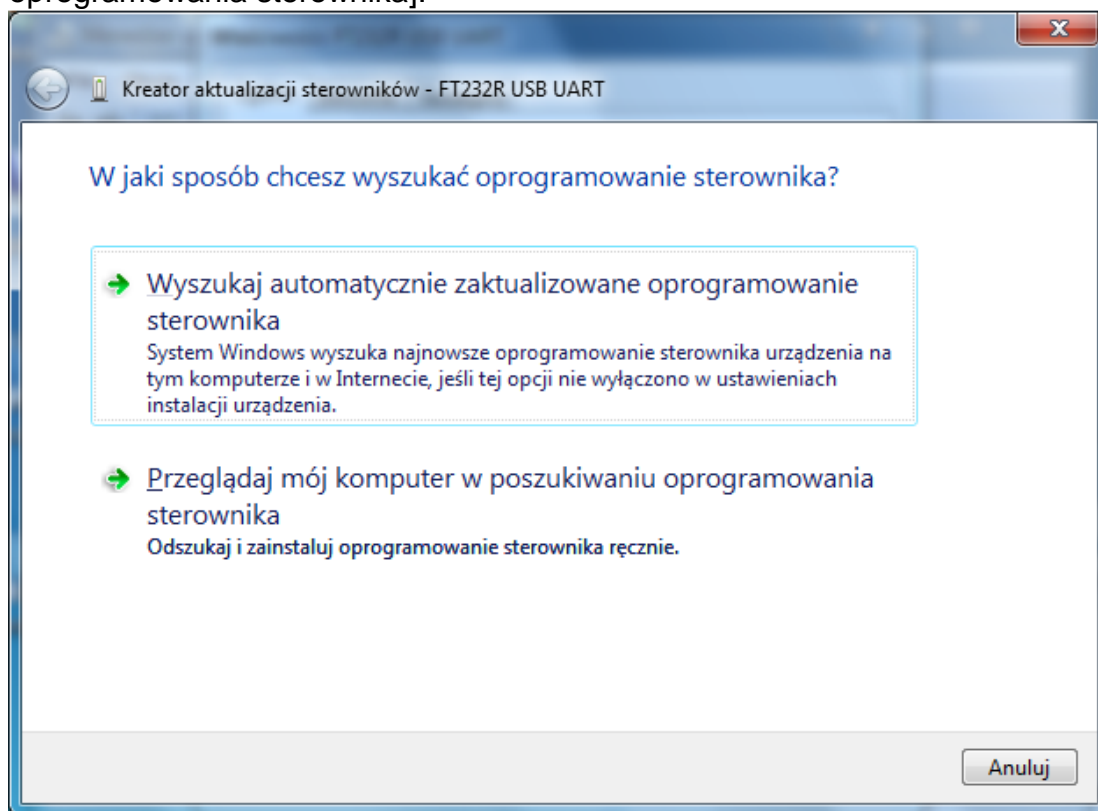 oprogramowania sterownika].
Kreator aktualizacji sterowników - FT232R USB UART
W jaki sposób chcesz wyszukać oprogramowanie sterownika?
Wyszukaj automatycznie zaktualizowane oprogramowanie
sterownika
System Windows wyszuka najnowsze oprogramowanie sterownika urządzenia na
tym komputerze i w Internecie, jeśli tej opcji nie wyłączono w ustawieniach
instalacji urządzenia.
Przeglądaj mój komputer w poszukiwaniu oprogramowania
sterownika
Odszukaj i zainstaluj oprogramowanie sterownika ręcznie.
Anuluj